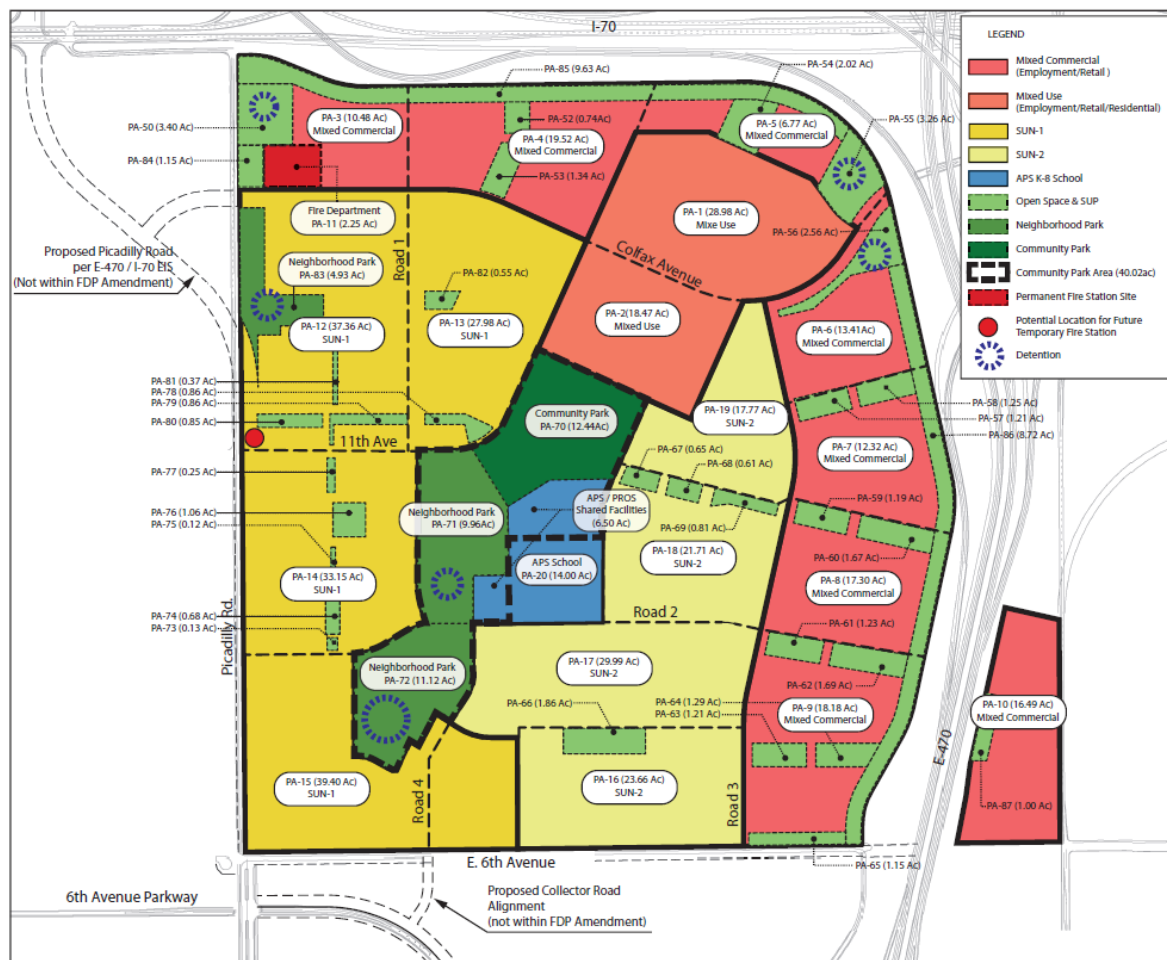 I-70
PA-85 (9.63 Ac)
PA-54 (2.02 Ac)
PA-3 (10.48 Ac)
Mixed Commercial
PA-52 (0.74Ac)
PA-5 (6.77 Ac)
Mixed Commercial
PA-55 (3.26 Ac)
PA-50 (3.40 Ac)
PA-4 (19.52 Ac)
Mixed Commercial
PA-84 (1.15 Ac)
PA-53 (1.34 Ac)
Fire Department
PA-11 (2.25 Ac)
PA-1 (28.98 Ac)
Mixe Use
PA-56 (2.56 Ac)
Proposed Picadilly Road
per E-470 / I-70 EIS
(Not within FDP Amendment)
Neighborhood Park
PA-83 (4.93 Ac)
Road 1
PA-82 (0.55 Ac)
Colfax Avenue
PA-12 (37.36 Ac)
SUN-1
PA-13 (27.98 Ac)
SUN-1
PA-2 (18.47 Ac)
Mixed Use
PA-6 (13.41Ac)
Mixed Commercial
PA-81 (0.37 Ac)
PA-78 (0.86 Ac)
PA-79 (0.86 Ac)
PA-80 (0.85 Ac)
Community Park
PA-70 (12.44Ac)
PA-19 (17.77 Ac)
SUN-2
PA-58 (1.25 Ac)
PA-57 (1.21 Ac)
PA-86 (8.72 Ac)
11th Ave
PA-67 (0.65 Ac)
PA-68 (0.61 Ac)
PA-7 (12.32 Ac)
Mixed Commercial
PA-77 (0.25 Ac)
PA-76 (1.06 Ac)
PA-75 (0.12 Ac)
Neighborhood Park
PA-71 (9.96Ac)
APS / PROS
Shared Facilities
(6.50 Ac)
PA-69 (0.81 Ac)
PA-59 (1.19 Ac)
PA-60 (1.67 Ac)
PA-14 (33.15 Ac)
SUN-1
APS School
PA-20 (14.00 Ac)
PA-18 (21.71 Ac)
SUN-2
PA-8 (17.30 Ac)
Mixed Commercial
PA-74 (0.68 Ac)
PA-73 (0.13 Ac)
Picadilly Rd.
Road 2
PA-61 (1.23 Ac)
Neighborhood Park
PA-72 (11.12 Ac)
PA-17 (29.99 Ac)
SUN-2
PA-62 (1.69 Ac)
PA-66 (1.86 Ac)
PA-64 (1.29 Ac)
PA-63 (1.21 Ac)
PA-9 (18.18 Ac)
Mixed Commercial
PA-10 (16.49 Ac)
Mixed Commercial
E-470
PA-15 (39.40 Ac)
SUN-1
Road 4
PA-16 (23.66 Ac)
SUN-2
Road 3
PA-87 (1.00 Ac)
E. 6th Avenue
PA-65 (1.15 Ac)
6th Avenue Parkway
Proposed Collector Road
Alignment
(not within FDP Amendment)
LEGEND
Mixed Commercial
(Employment/Retail )
Mixed Use
(Employment/Retail/Residential)
SUN-1
SUN-2
APS K-8 School
Open Space & SUP
Neighborhood Park
Community Park
Community Park Area (40.02ac)
Permanent Fire Station Site
Potential Location for Future
Temporary Fire Station
Detention